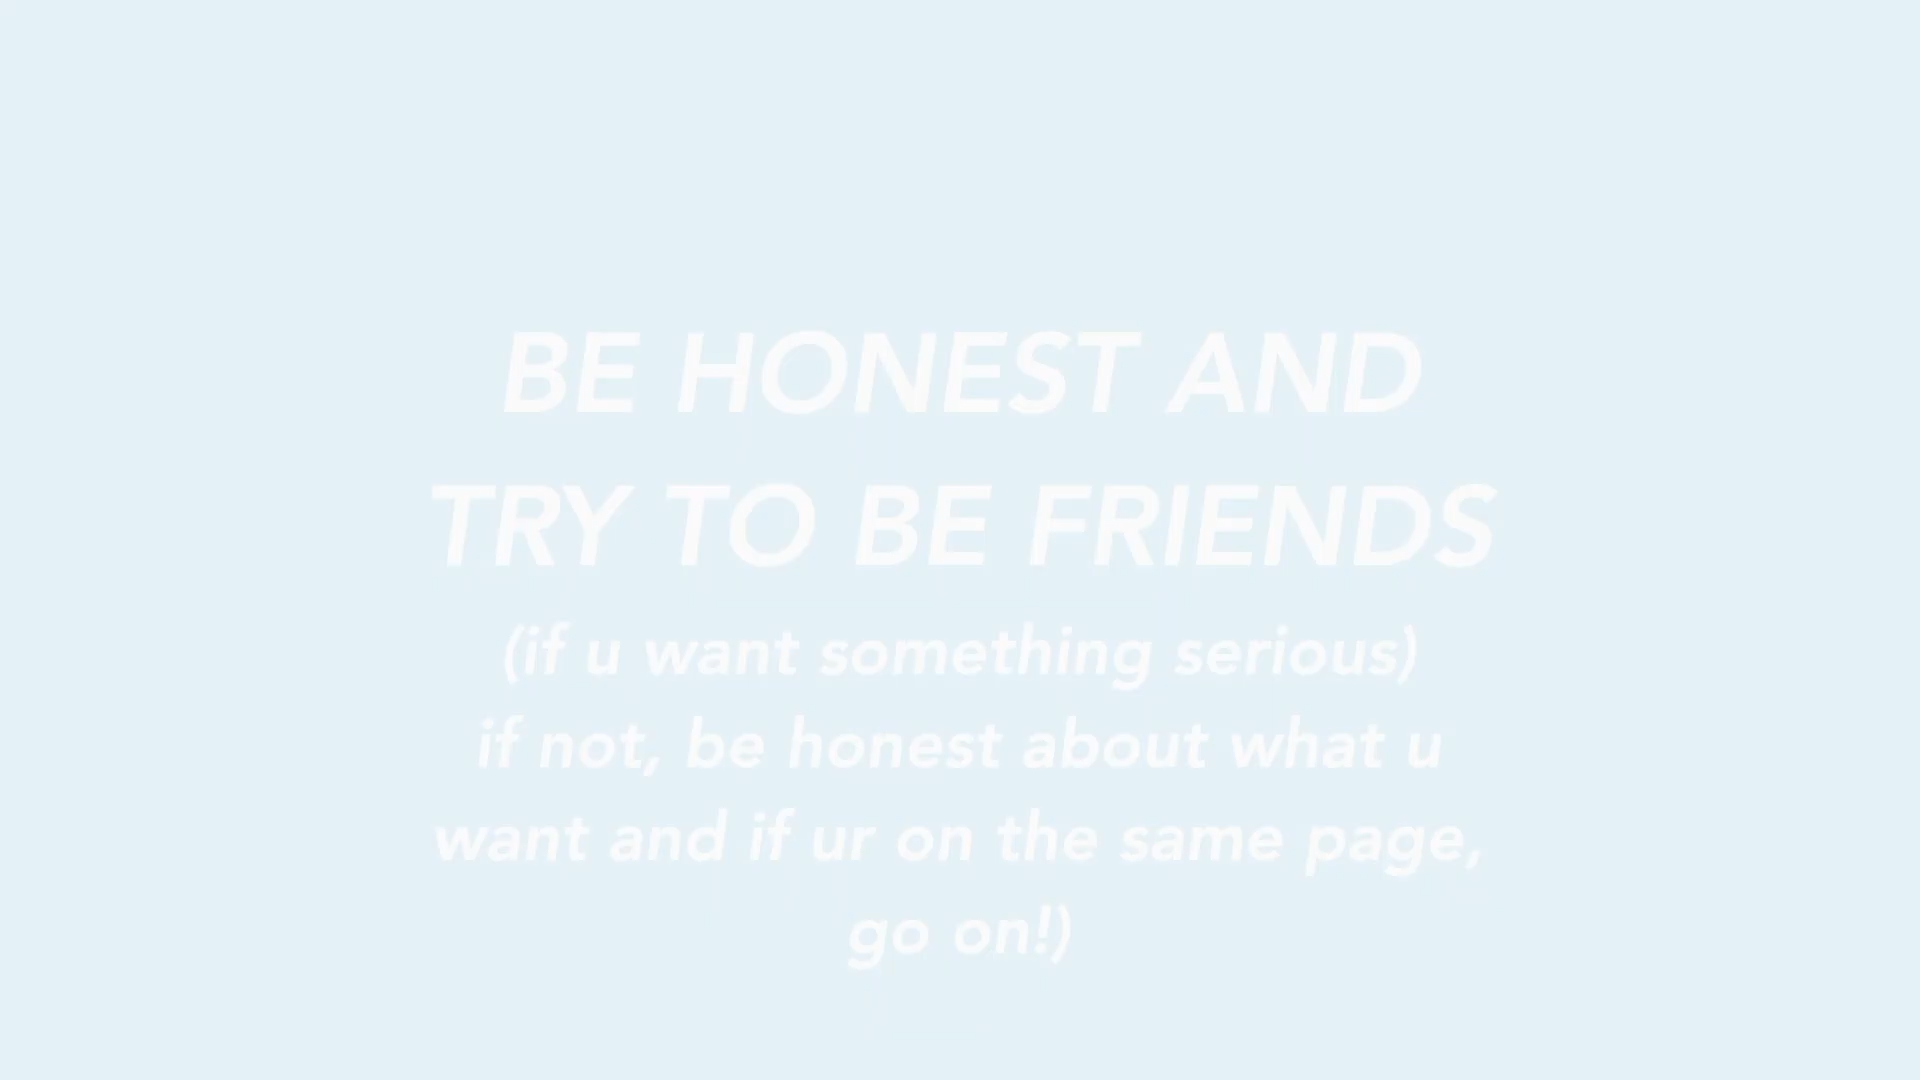 BE HONEST AND
TRY TO BE FRIENDS
(if u want something serious)
if not, be honest about what u
want and if ur on the same page,
go on!)